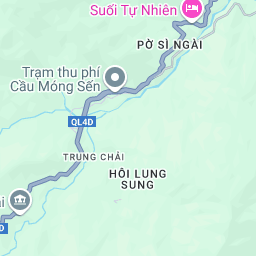 Suối Tự Nhiên
PỜ SÌ NGÀI
Trạm thu phí
Cầu Móng Sến
QL4D
TRUNG CHẢI
HÔI LUNG
SUNG